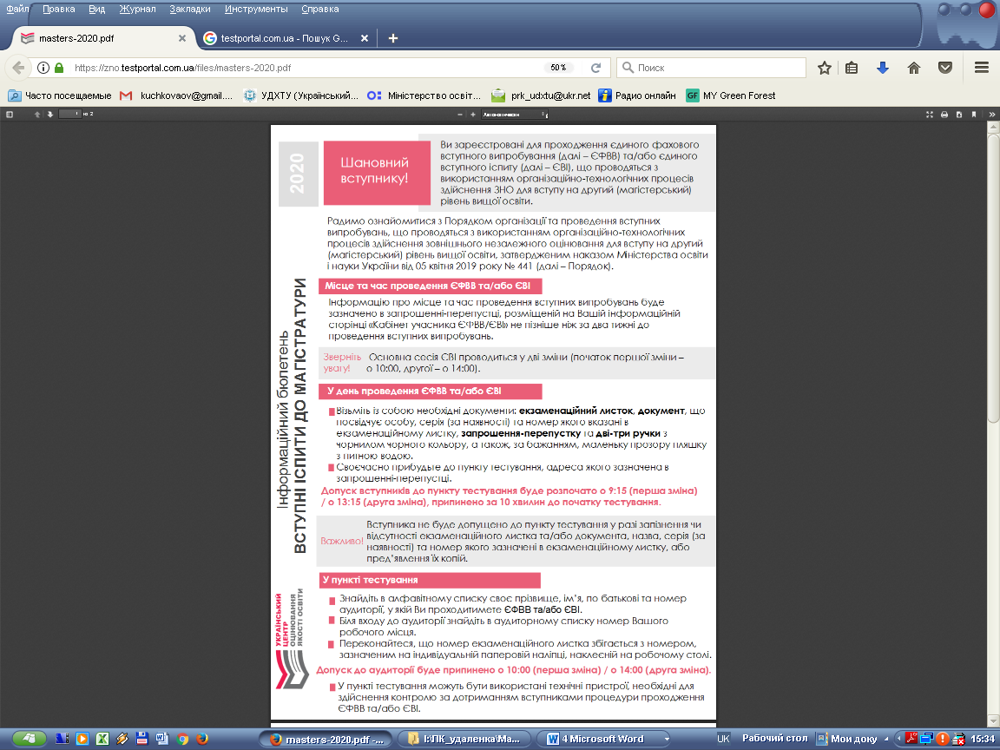 Файл Правка Вид Журнал Закладки Инструменты Справка
masters-2020.pdf
testportal.com.ua - Пошук G...
https://zno.testportal.com.ua/files/masters-2020.pdf
50%
Поиск
Часто посещаемые
kuchkovaov@gmail....
УДХТУ (Український...
Міністерство освіт...
prk_udxtu@ukr.net
Радио онлайн
MY Green Forest
1 из 2
Автоматически
2020
Шановний
вступнику!
Ви зареєстровані для проходження єдиного фахового
вступного випробування (далі – ЄФВВ) та/або єдиного
вступного іспиту (далі – ЄВІ), що проводяться з
використанням організаційно-технологічних процесів
здійснення ЗНО для вступу на другий (магістерський)
рівень вищої освіти.
Радимо ознайомитися з Порядком організації та проведення вступних
випробувань, що проводяться з використанням організаційно-технологічних
процесів здійснення зовнішнього незалежного оцінювання для вступу на другий
(магістерський) рівень вищої освіти, затвердженим наказом Міністерства освіти
і науки України від 05 квітня 2019 року № 441 (далі – Порядок).
Інформаційний бюлетень
ВСТУПНІ ІСПИТИ ДО МАГІСТРАТУРИ
Місце та час проведення ЄФВВ та/або ЄВІ
Інформацію про місце та час проведення вступних випробувань буде
зазначено в запрошенні-перепустці, розміщеній на Вашій інформаційній
сторінці «Кабінет учасника ЄФВВ/ЄВІ» не пізніше ніж за два тижні до
проведення вступних випробувань.
Зверніть
увагу!
Основна сесія ЄВІ проводиться у дві зміни (початок першої зміни –
о 10:00, другої – о 14:00).
У день проведення ЄФВВ та/або ЄВІ
Візьміть із собою необхідні документи: екзаменаційний листок, документ, що
посвідчує особу, серія (за наявності) та номер якого вказані в
екзаменаційному листку, запрошення-перепустку та дві-три ручки з
чорнилом чорного кольору, а також, за бажанням, маленьку прозору пляшку
з питною водою.
Своєчасно прибудьте до пункту тестування, адреса якого зазначена в
запрошенні-перепустці.
Допуск вступників до пункту тестування буде розпочато о 9:15 (перша зміна)
/ о 13:15 (друга зміна), припинено за 10 хвилин до початку тестування.
Важливо!
Вступника не буде допущено до пункту тестування у разі запізнення чи
відсутності екзаменаційного листка та/або документа, назва, серія (за
наявності) та номер якого зазначені в екзаменаційному листку, або
пред’явлення їх копій.
У пункті тестування
Знайдіть в алфавітному списку своє прізвище, ім’я, по батькові та номер
аудиторії, у якій Ви проходитимете ЄФВВ та/або ЄВІ.
Біля входу до аудиторії знайдіть в аудиторному списку номер Вашого
робочого місця.
Переконайтеся, що номер екзаменаційного листка збігається з номером,
зазначеним на індивідуальній паперовій наліпці, наклеєній на робочому столі.
Допуск до аудиторії буде припинено о 10:00 (перша зміна) / о 14:00 (друга зміна).
У пункті тестування можуть бути використані технічні пристрої, необхідні для
здійснення контролю за дотриманням вступниками процедури проходження
ЄФВВ та/або ЄВІ.
УКРАЇНСЬКИЙ
ЦЕНТР
ОЦІНЮВАННЯ
ЯКОСТІ ОСВІТИ
masters-2020.pdf -...
I:\ПК_удаленка\Ma...
4 Microsoft Word
UK
Рабочий стол
Мои доку
15:34